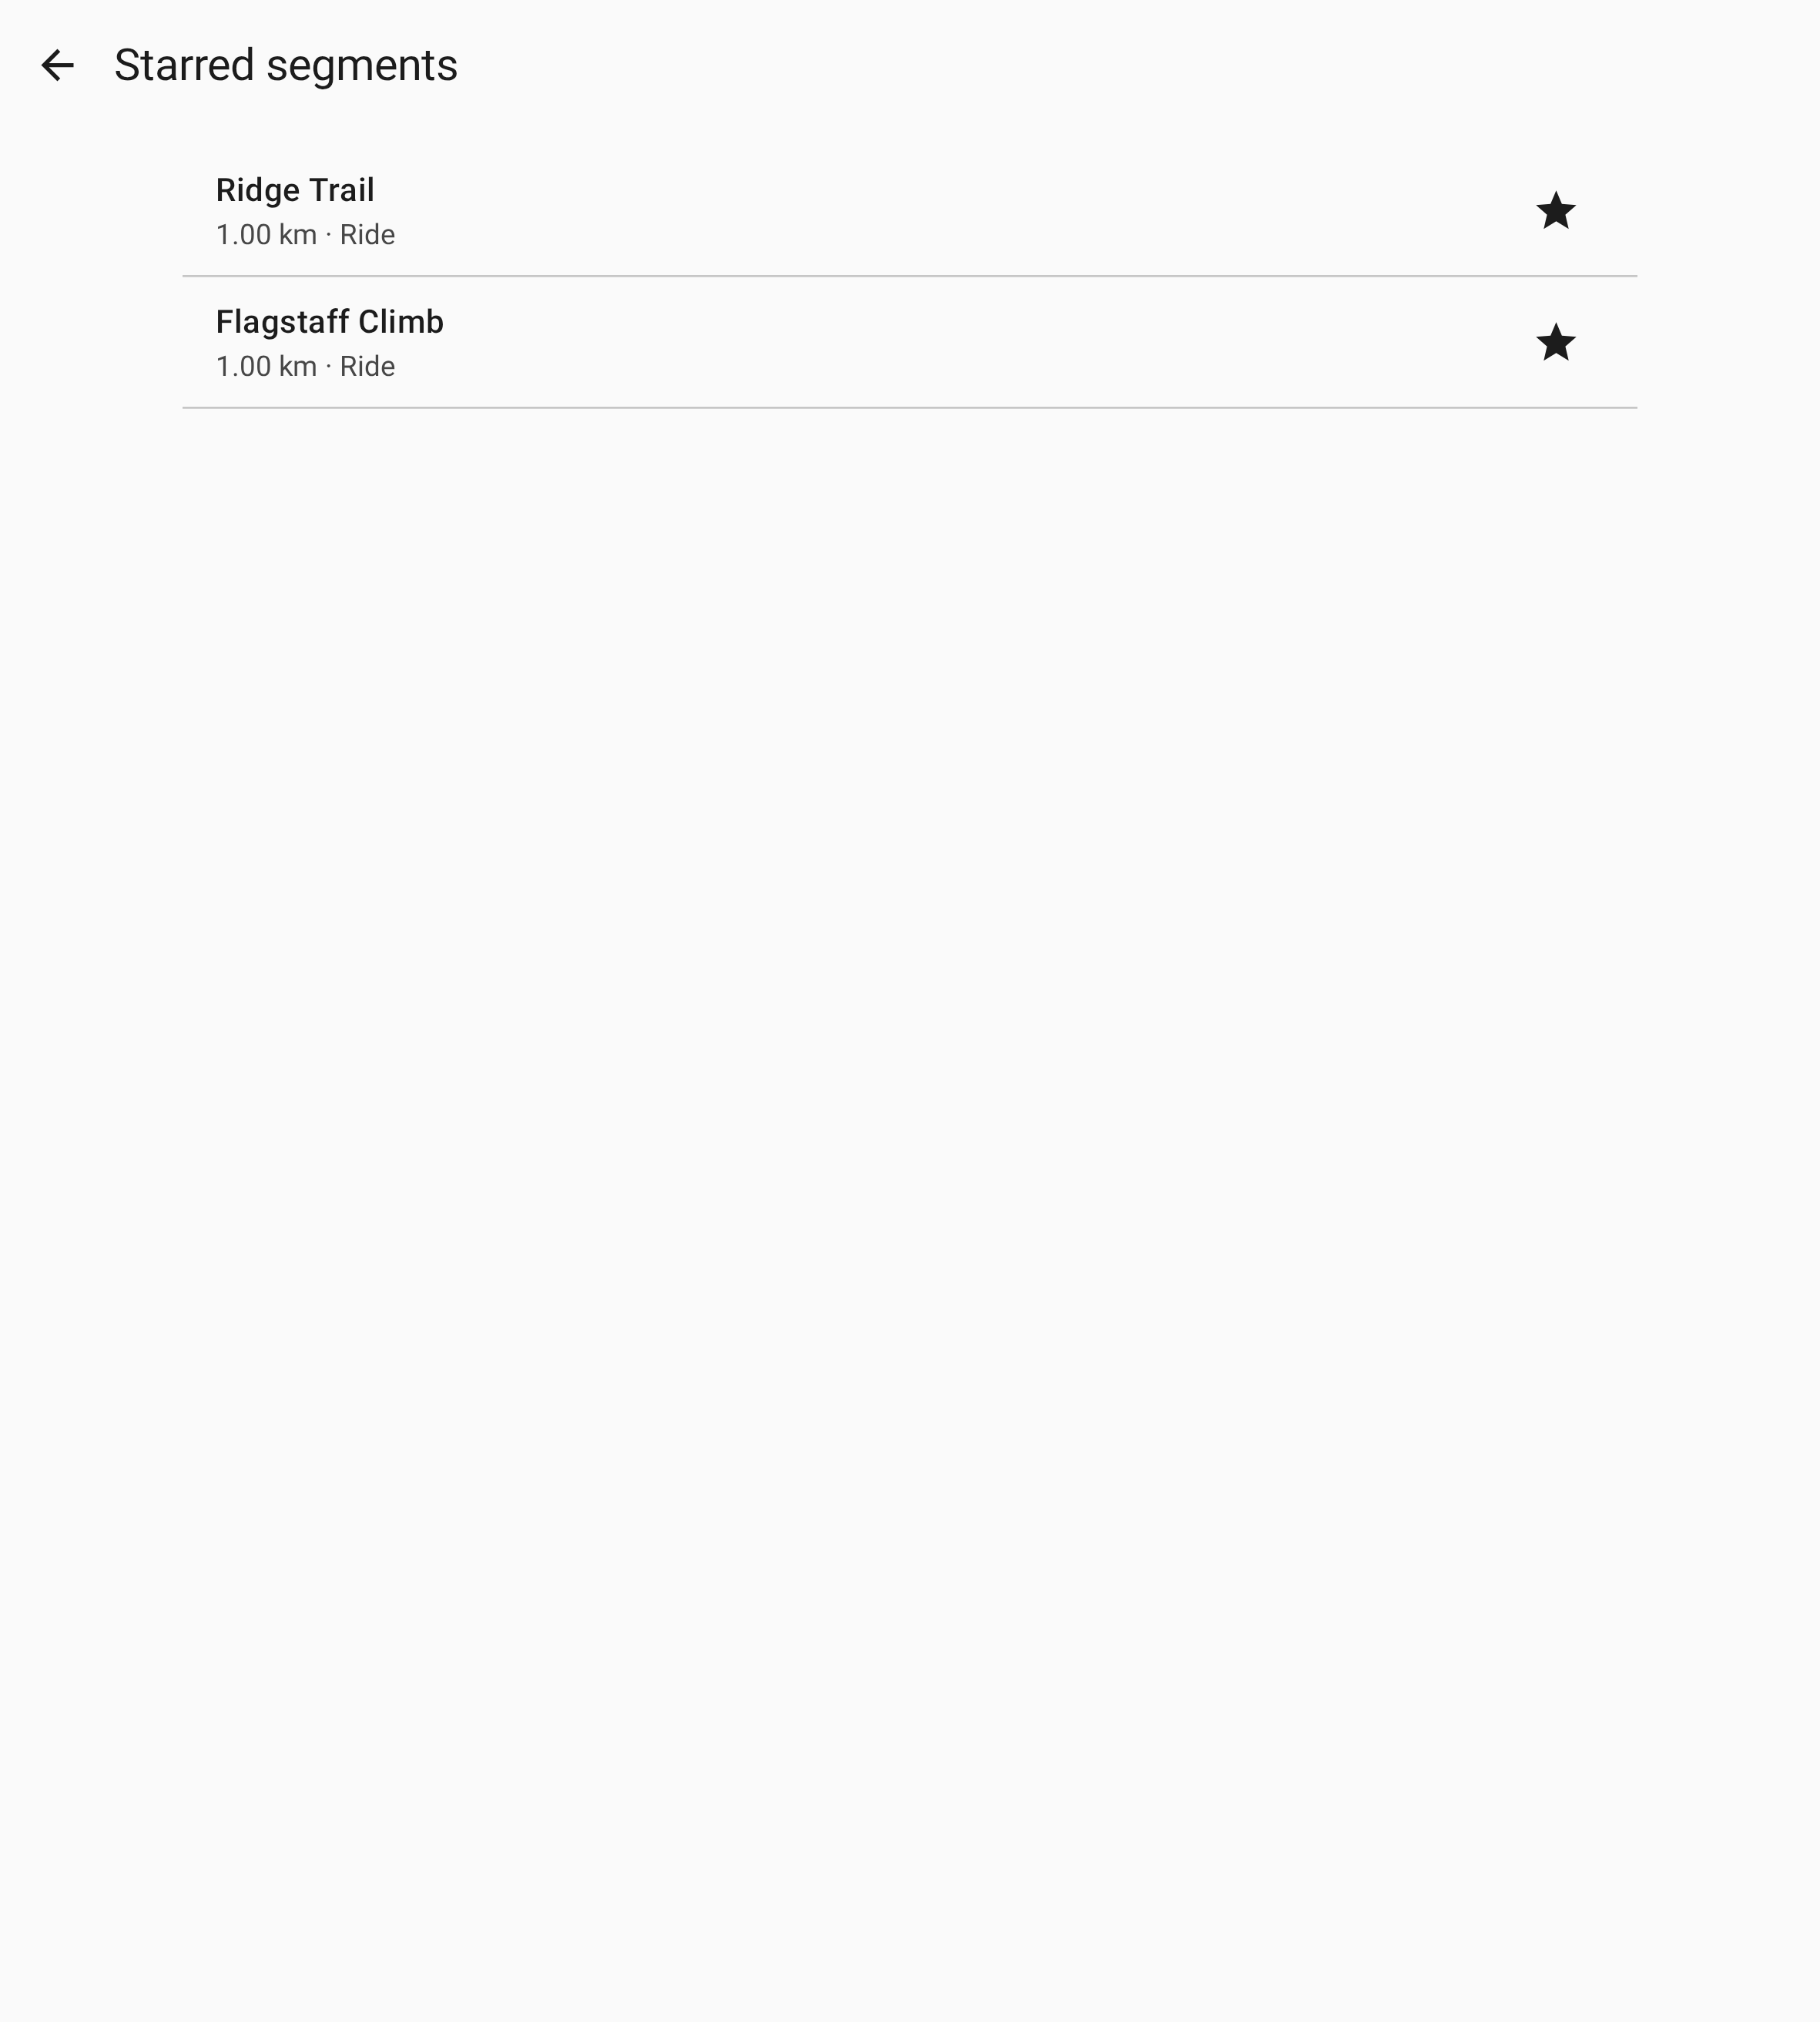 Starred segments
Ridge Trail
1.00 km · Ride
Flagstaff Climb
1.00 km · Ride